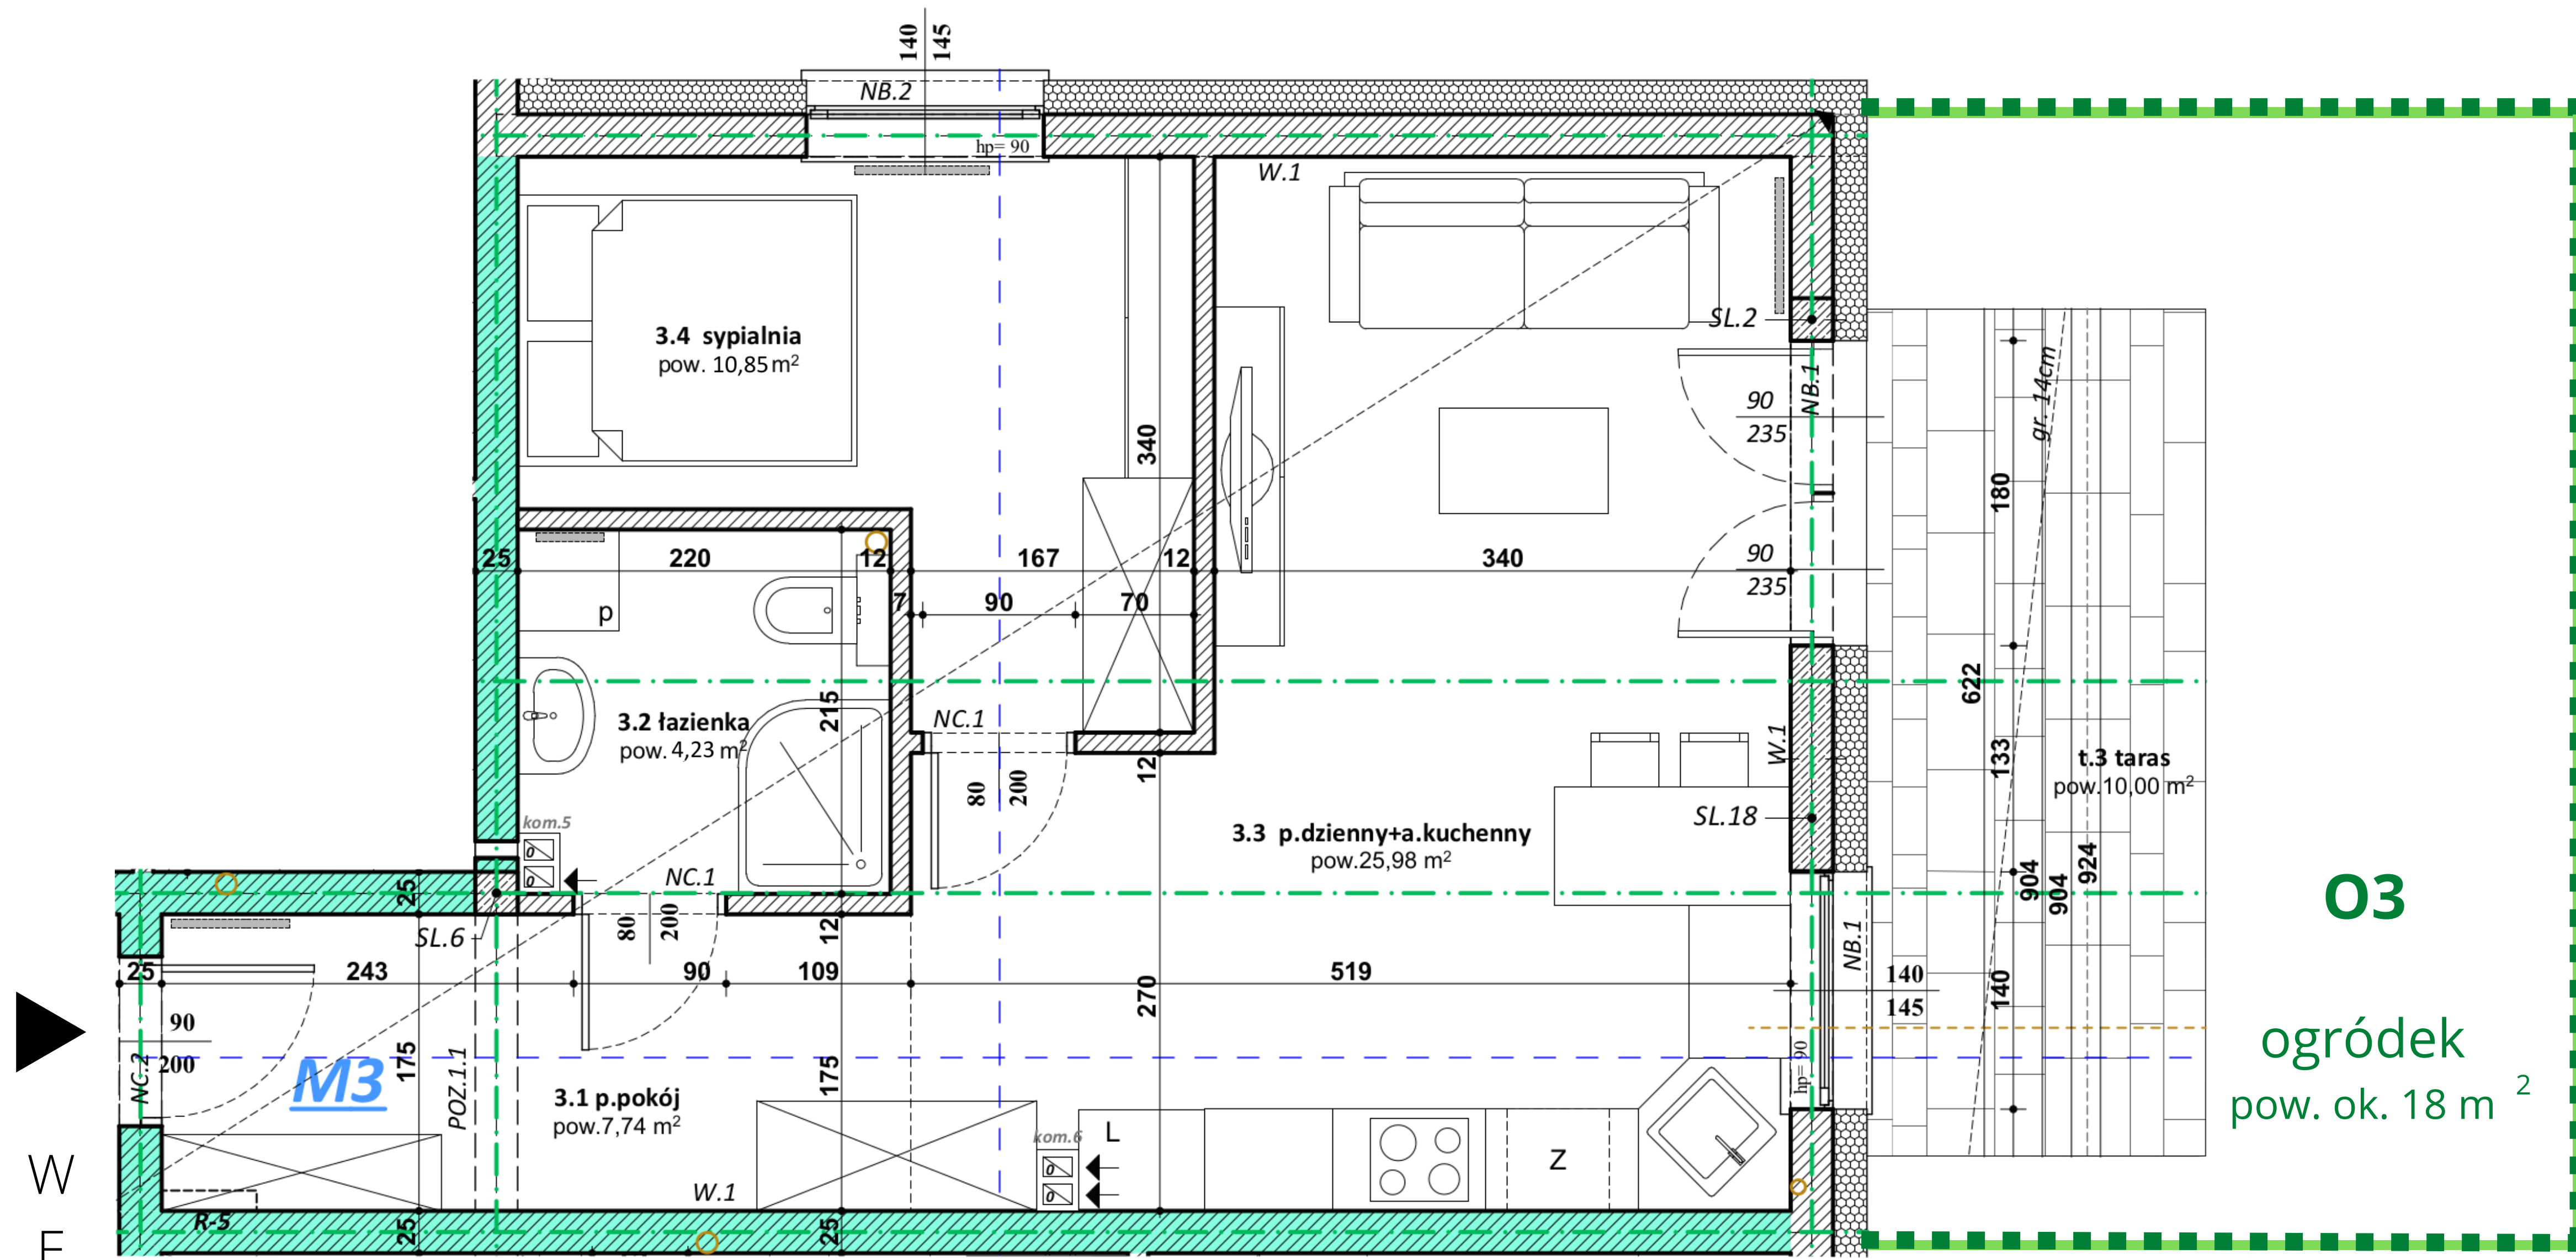 140
145
NB.2
hp= 90
W.1
3.4 sypialnia
pow. 10,85 m²
SL.2
NB.1
gr. 14cm
90
235
340
180
25
220
12
167
12
340
90
235
p
7
90
70
622
3.2 łazienka
pow. 4,23 m²
215
NC.1
12
80
200
W.1
133
t.3 taras
pow.10,00 m²
SL.18
3.3 p.dzienny+a.kuchenny
pow.25,98 m²
kom.5
0
0
NC.1
25
904
904
924
O3
SL.6
80
200
12
NB.1
25
243
90
109
270
519
140
145
140
90
200
NC.2
M3
175
POZ.1.1
175
hp= 90
ogródek
pow. ok. 18 m 2
3.1 p.pokój
pow.7,74 m²
kom.6
L
0
0
Z
W
E
W.1
R-5
25
25